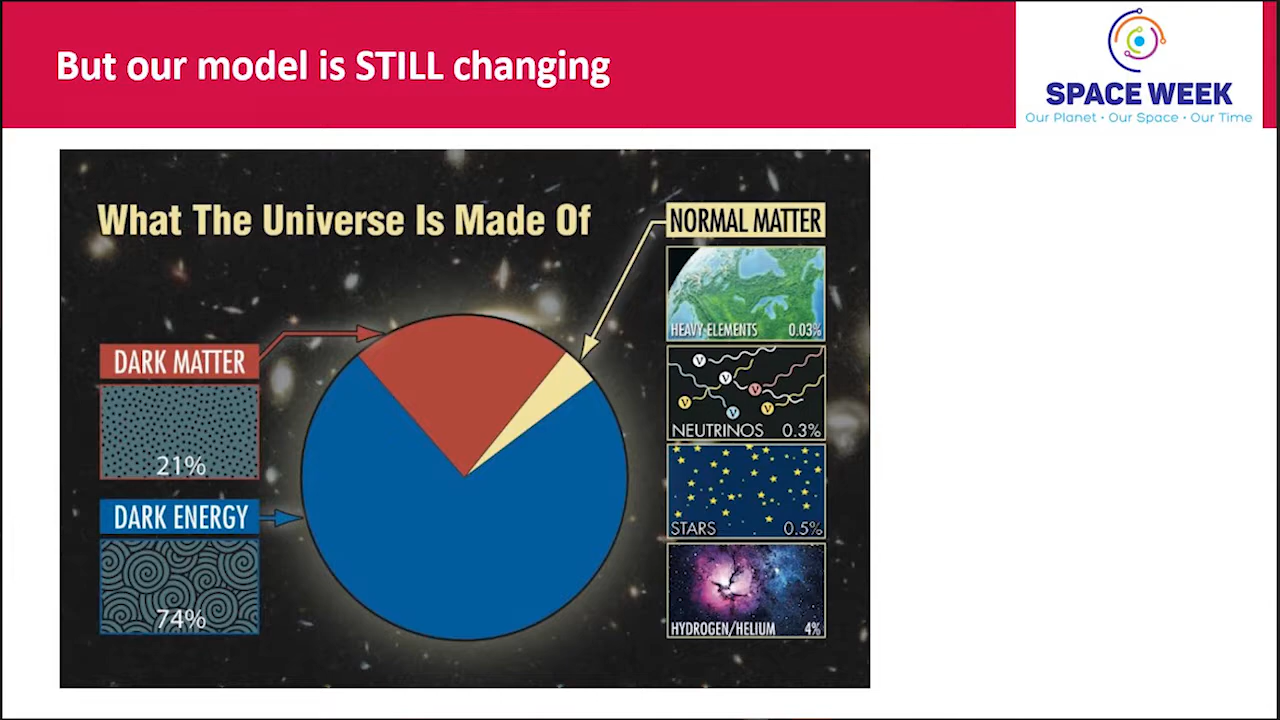 But our model is STILL changing
SPACE WEEK
Our Planet • Our Space • Our Time
What The Universe Is Made Of
NORMAL MATTER
HEAVY ELEMENTS 0.03%
DARK MATTER
21%
V V V V V V
NEUTRINOS 0.3%
DARK ENERGY
74%
STARS 0.5%
HYDROGEN/HELIUM 4%